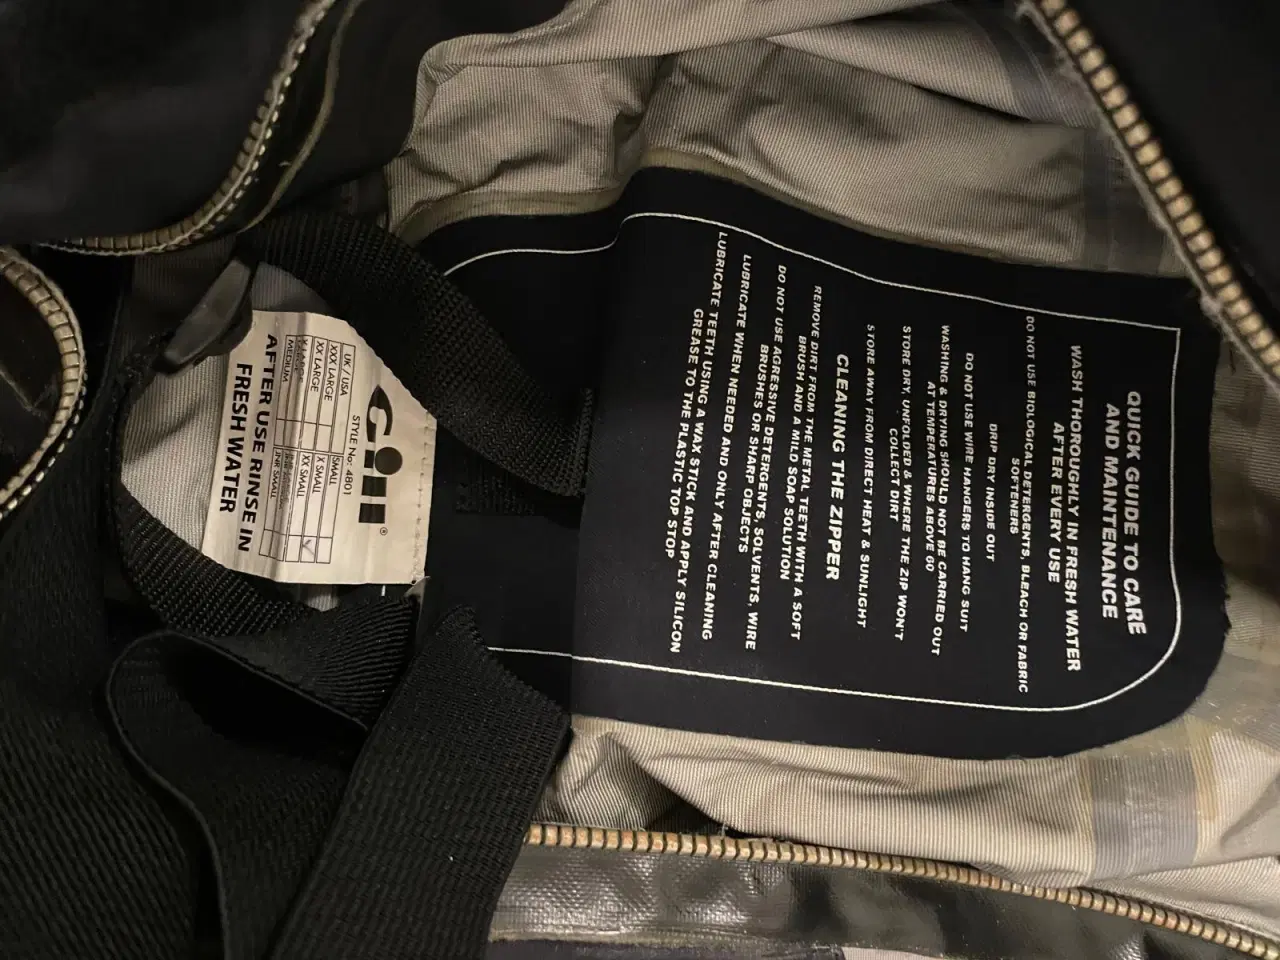 QUICK GUIDE TO CARE
AND MAINTENANCE
WASH THOROUGHLY IN FRESH WATER
AFTER EVERY USE
DO NOT USE BIOLOGICAL DETERGENTS, BLEACH OR FABRIC
SOFTENERS
DRIP DRY INSIDE OUT
DO NOT USE WIRE HANGERS TO HANG SUIT
WASHING & DRYING SHOULD NOT BE CARRIED OUT
AT TEMPERATURES ABOVE 60°
STORE DRY, UNFOLDED & WHERE THE ZIP WON'T
COLLECT DIRT
STORE AWAY FROM DIRECT HEAT & SUNLIGHT
CLEANING THE ZIPPER
REMOVE DIRT FROM THE METAL TEETH WITH A SOFT
BRUSH AND A MILD SOAP SOLUTION
DO NOT USE AGRESSIVE DETERGENTS, SOLVENTS, WIRE
BRUSHES OR SHARP OBJECTS
LUBRICATE WHEN NEEDED AND ONLY AFTER CLEANING
LUBRICATE TEETH USING A WAX STICK AND APPLY SILICON
GREASE TO THE PLASTIC TOP STOP
Gill®
STYLE No: 4801
UK / USA SMALL
XXX LARGE X SMALL
XX LARGE XX SMALL ✓
X LARGE
MEDIUM JNR SMALL
AFTER USE RINSE IN
FRESH WATER